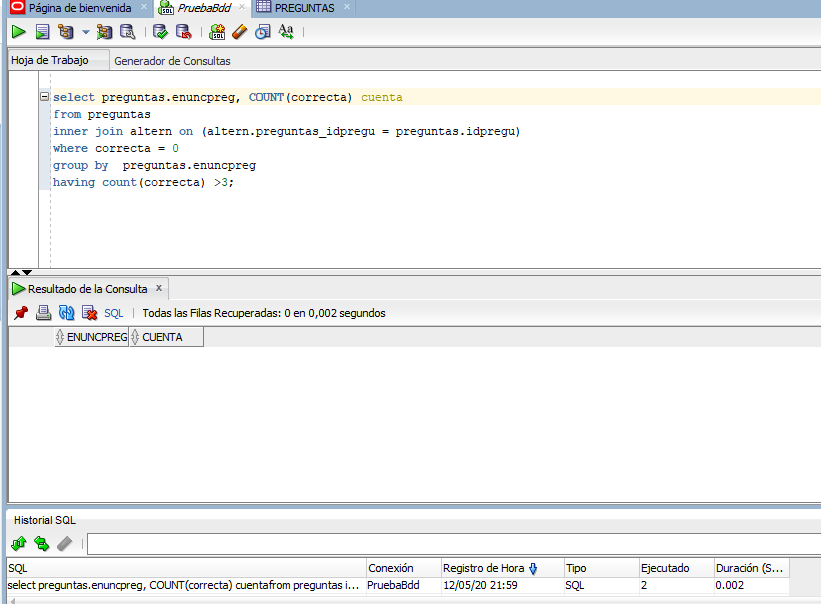 Página de bienvenida PruebaBdd PREGUNTAS
Hoja de Trabajo Generador de Consultas
select preguntas.enuncpreg, COUNT(correcta) cuenta
from preguntas
inner join altern on (altern.preguntas_idpregu = preguntas.idpregu)
where correcta = 0
group by  preguntas.enuncpreg
having count(correcta) >3;
Resultado de la Consulta x
SQL | Todas las Filas Recuperadas: 0 en 0,002 segundos
ENUNCPREG CUENTA
Historial SQL
SQL Conexión Registro de Hora Tipo Ejecutado Duración (S...
select preguntas.enuncpreg, COUNT(correcta) cuentafrom preguntas i... PruebaBdd 12/05/20 21:59 SQL 2 0.002